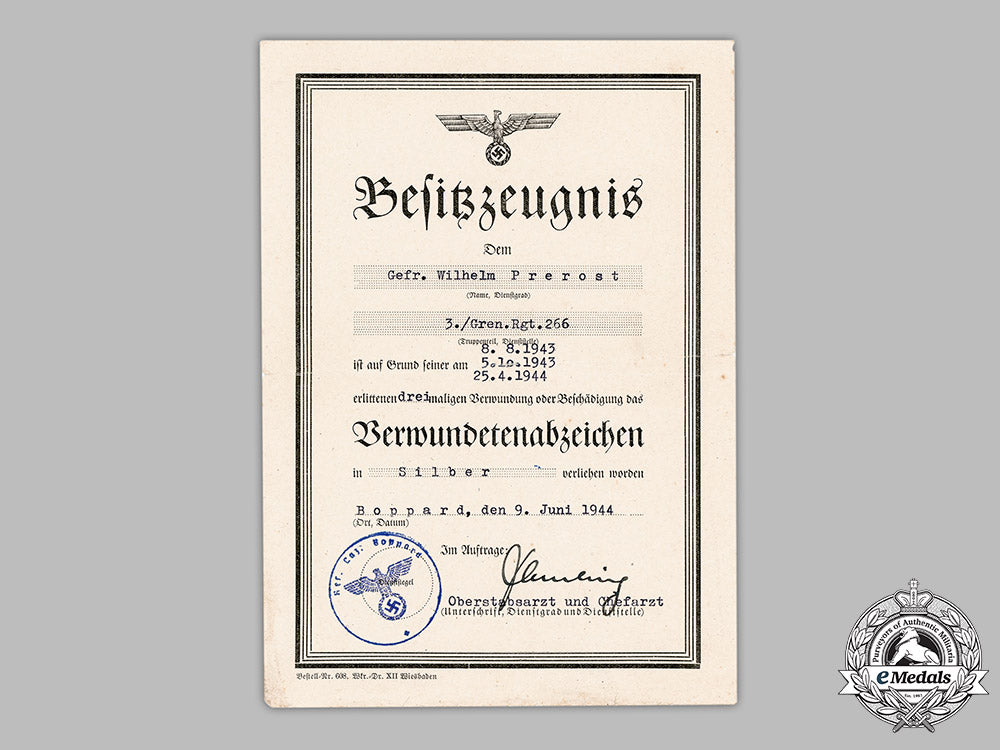 Besitzzeugnis
Dem
Gefr. Wilhelm Prerost
(Name, Dienstgrad)
3./Gren.Rgt.266
(Truppenteil, Dienststelle)
8. 8.1943
ist auf Grund seiner am 5.10.1943
25.4.1944
erlittenen dreimaligen Verwundung oder Beschädigung das
Verwundetenabzeichen
in Silber verliehen worden
Boppard, den 9. Juni 1944
(Ort, Datum)
Im Auftrage:
Res. Laz. Boppard
Dienstsiegel
Oberstabsarzt und Chefarzt
(Unterschrift, Dienstgrad und Dienststelle)
Bestell-Nr. 608. Wkr.-Dr. XII Wiesbaden
Purveyors of Authentic Militaria
eMedals